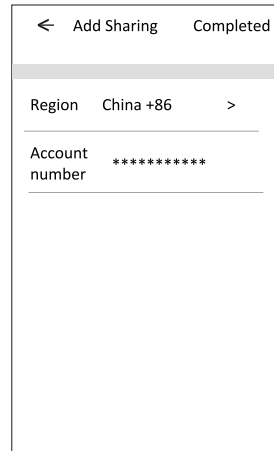 ← Add Sharing Completed
Region China +86 >
Account
number ***********